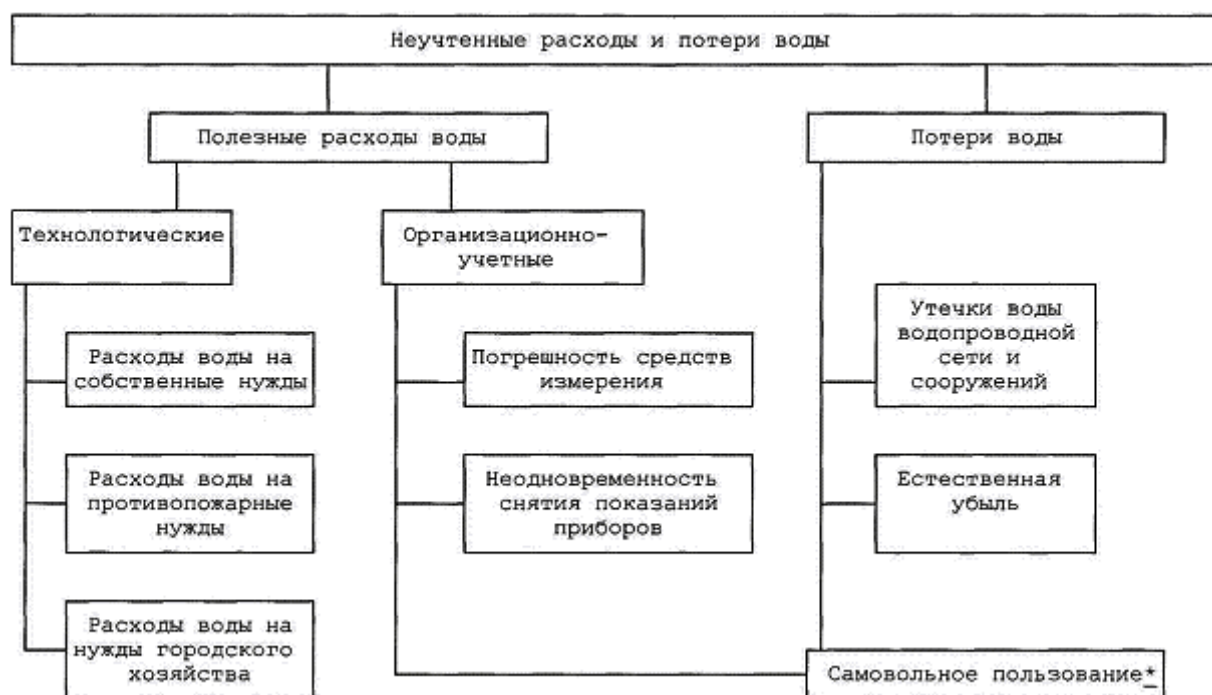 Неучтенные расходы и потери воды
Полезные расходы воды
Потери воды
Технологические
Организационно-
учетные
Расходы воды на
собственные нужды
Погрешность средств
измерения
Утечки воды
водопроводной
сети и
сооружений
Расходы воды на
противопожарные
нужды
Неодновременность
снятия показаний
приборов
Естественная
убыль
Расходы воды на
нужды городского
хозяйства
Самовольное пользование*